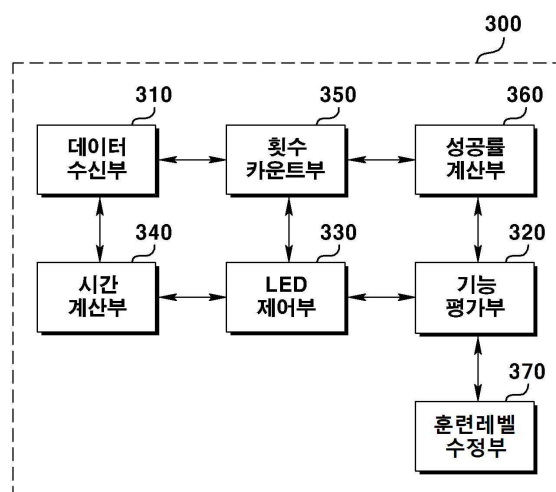 300
310
350
360
데이터
수신부
횟수
카운트부
성공률
계산부
340
330
320
시간
계산부
LED
제어부
기능
평가부
370
훈련레벨
수정부